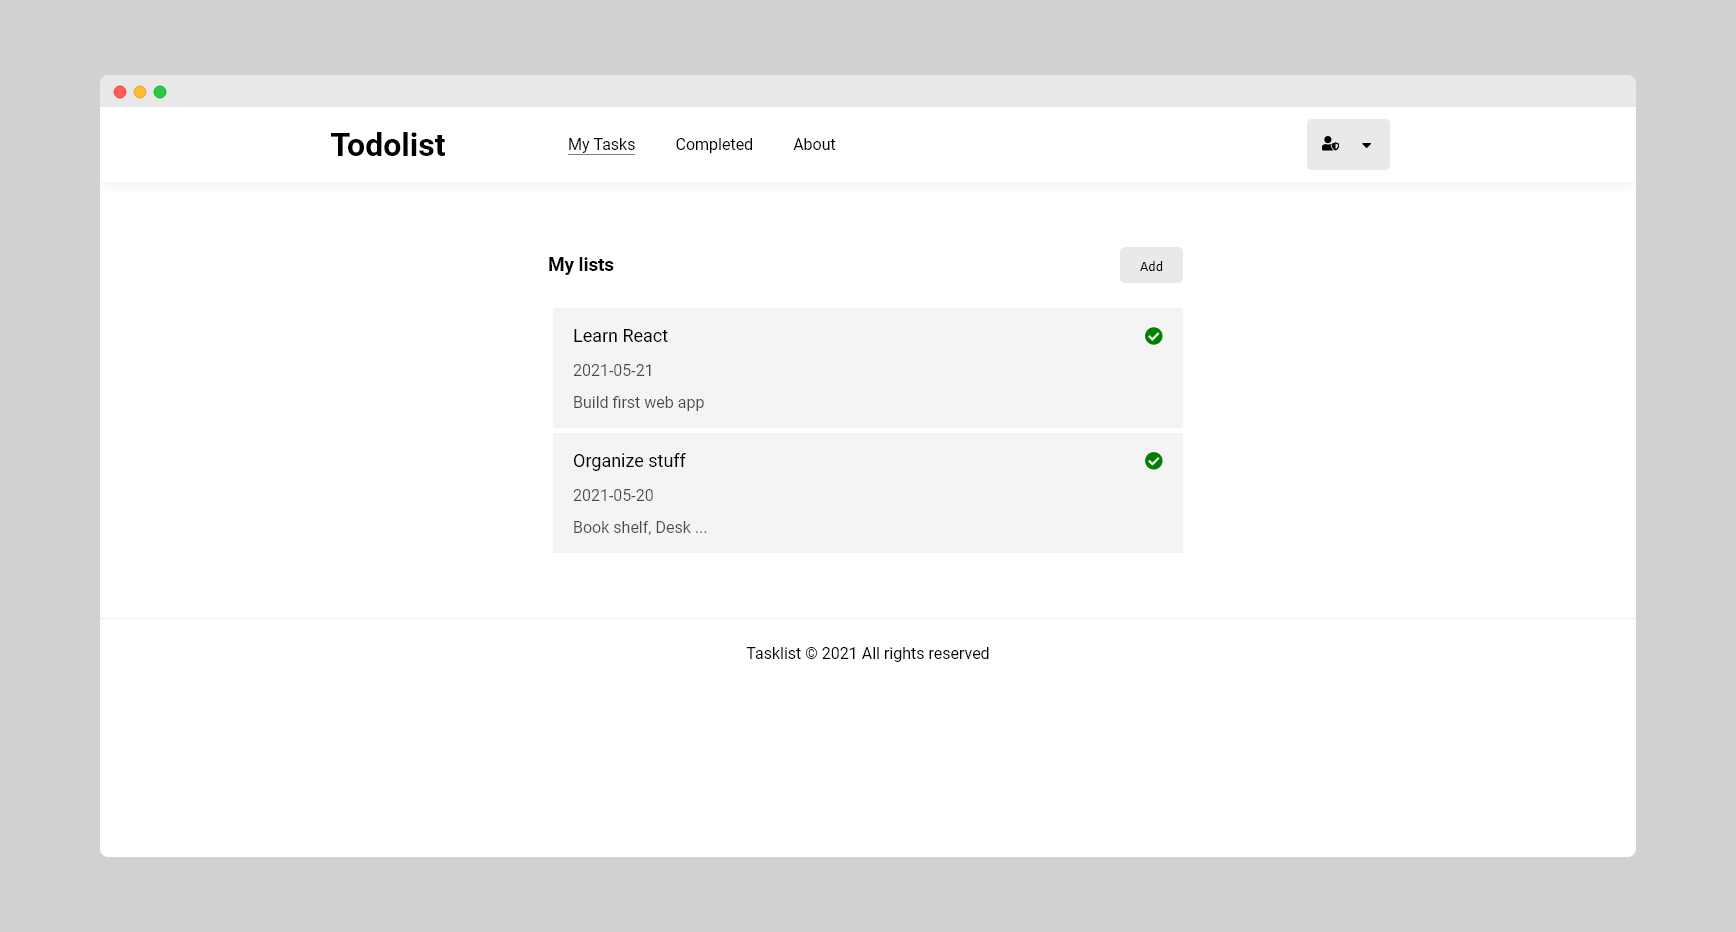 Todolist
My Tasks
Completed
About
My lists
Add
Learn React
2021-05-21
Build first web app
Organize stuff
2021-05-20
Book shelf, Desk ...
Tasklist © 2021 All rights reserved